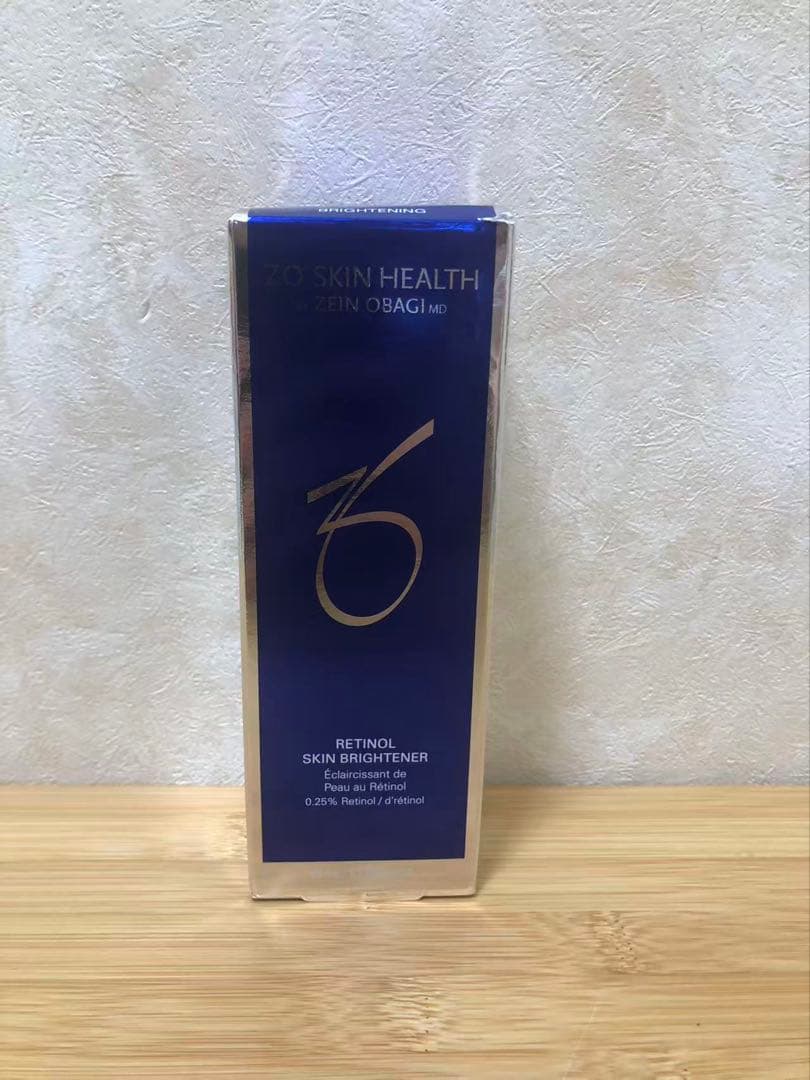 BRIGHTENING
ZO SKIN HEALTH
ZEIN OBAGI MD
RETINOL
SKIN BRIGHTENER
Éclaircissant de
Peau au Rétinol
0.25% Retinol / d'rétinol